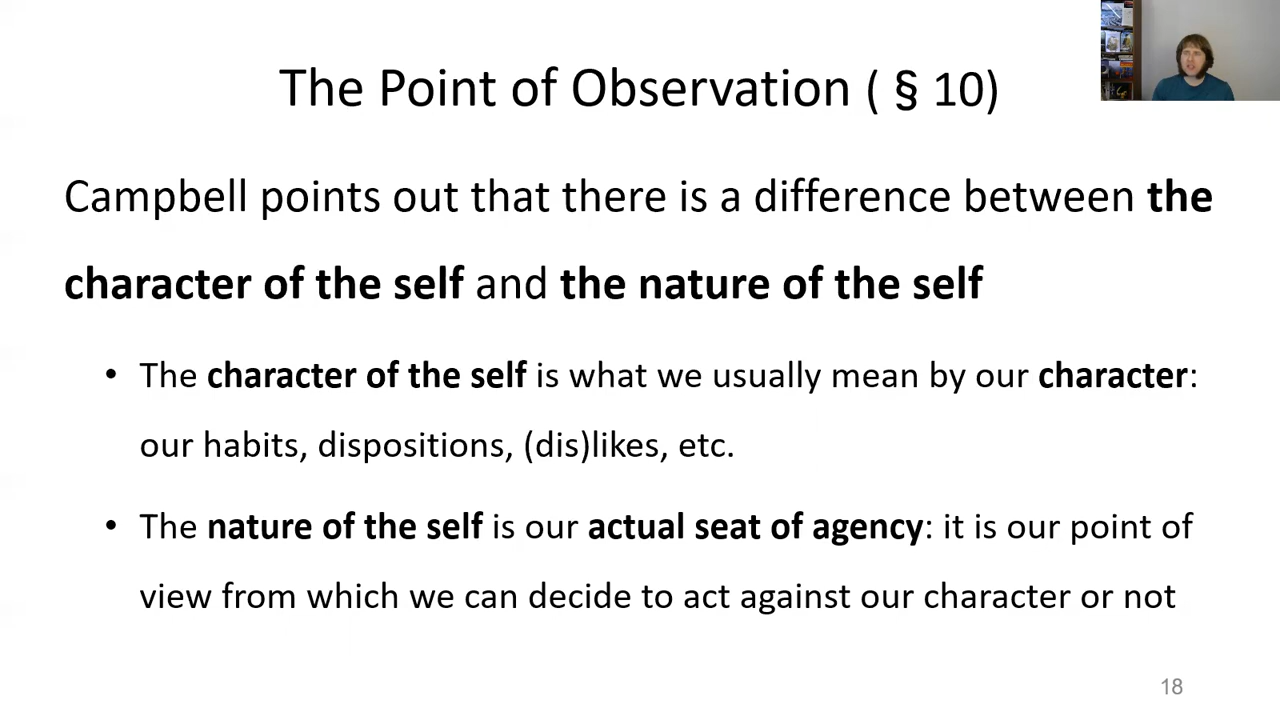 The Point of Observation ( § 10)
Campbell points out that there is a difference between the
character of the self and the nature of the self
• The character of the self is what we usually mean by our character:
our habits, dispositions, (dis)likes, etc.
• The nature of the self is our actual seat of agency: it is our point of
view from which we can decide to act against our character or not
18